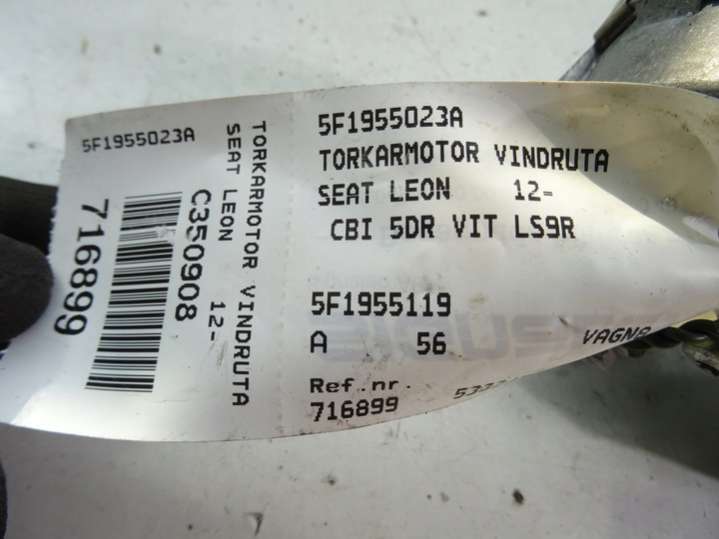 5F1955023A
TORKARMOTOR VINDRUTA
SEAT LEON 12-
C350908
716899
5F1955023A
TORKARMOTOR VINDRUTA
SEAT LEON 12-
CBI 5DR VIT LS9R
5F1955119
A 56
VAGNA
Ref.nr.
716899